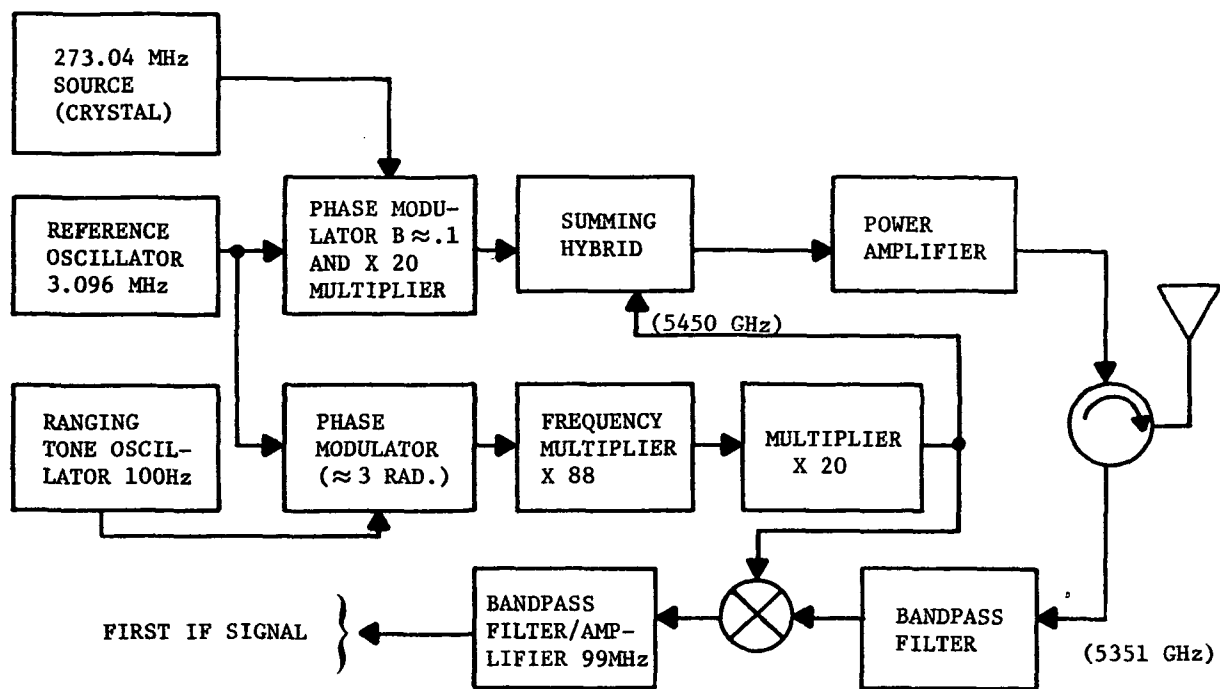 273.04 MHz
SOURCE
(CRYSTAL)
REFERENCE
OSCILLATOR
3.096 MHz
PHASE MODU-
LATOR B ≈ .1
AND X 20
MULTIPLIER
SUMMING
HYBRID
POWER
AMPLIFIER
(5450 GHz)
RANGING
TONE OSCIL-
LATOR 100Hz
PHASE
MODULATOR
(≈ 3 RAD.)
FREQUENCY
MULTIPLIER
X 88
MULTIPLIER
X 20
FIRST IF SIGNAL
BANDPASS
FILTER/AMP-
LIFIER 99MHz
BANDPASS
FILTER
(5351 GHz)